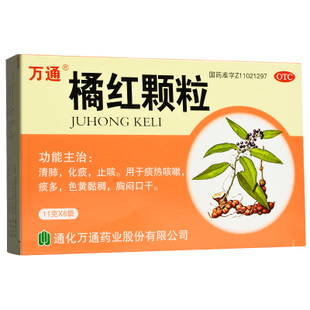 万通®
国药准字Z11021297
OTC
橘红颗粒
JUHONG KELI
功能主治：
清肺，化痰，止咳。用于痰热咳嗽，
痰多，色黄黏稠，胸闷口干。
11克X6袋
通化万通药业股份有限公司